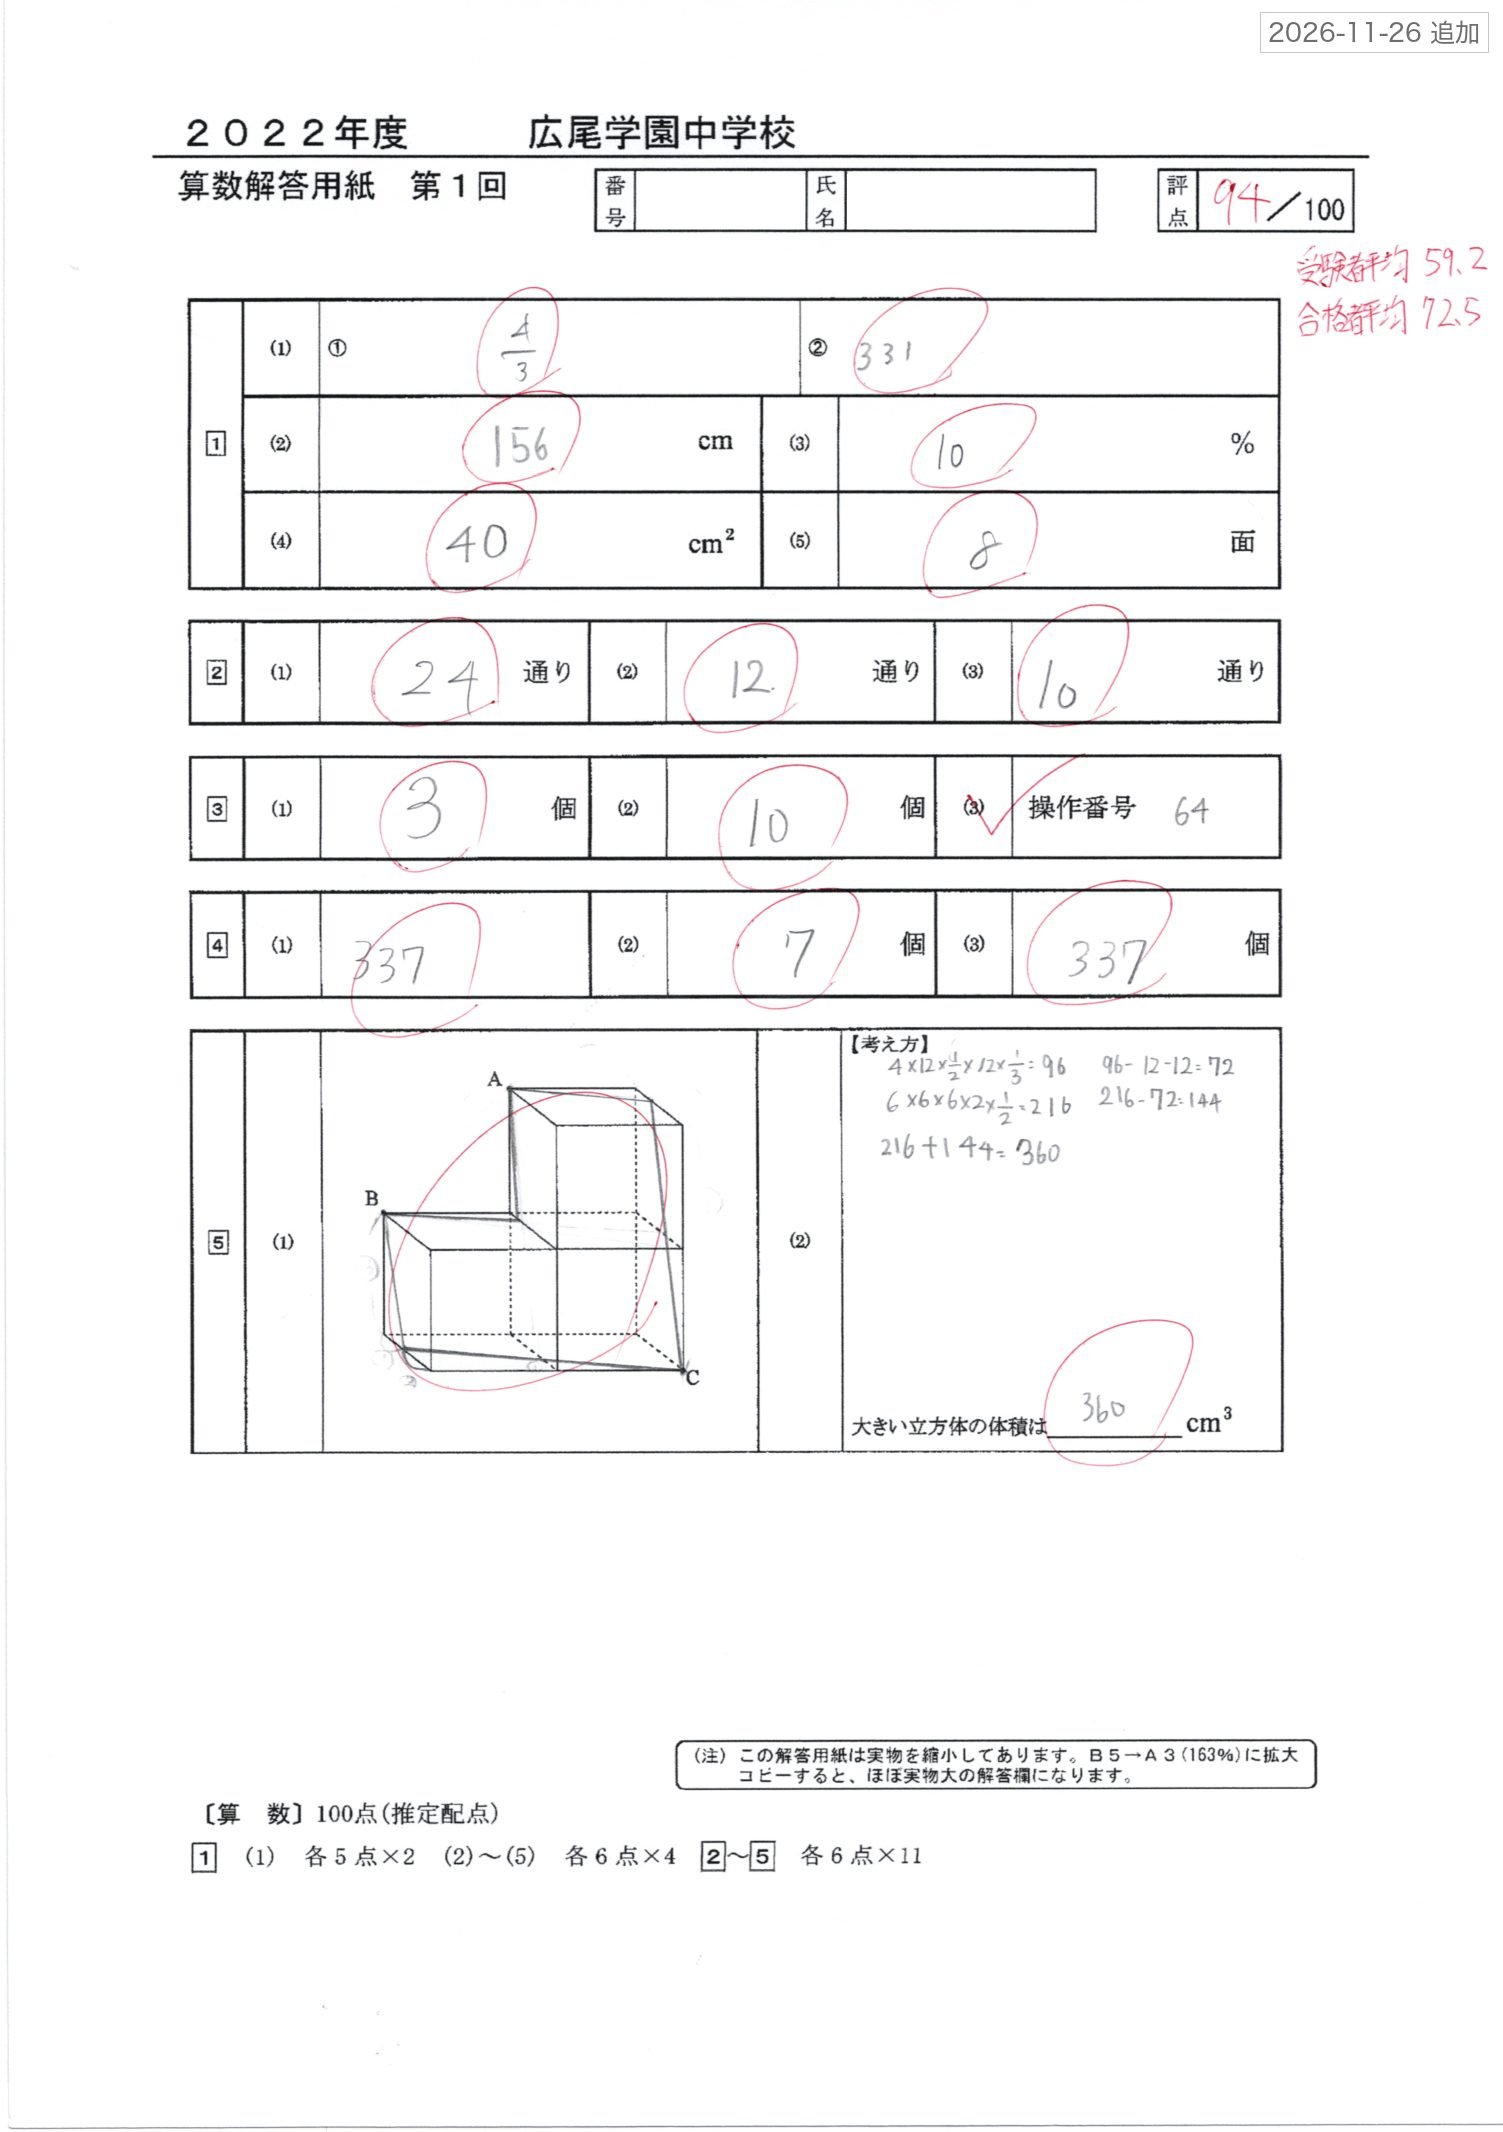 2026-11-26 追加
2022年度 広尾学園中学校
算数解答用紙 第1回
番号
氏名
評点 94/100
受験者平均 59.2
合格者平均 72.5
1 (1) ① 4/3 ② 331
(2) 156 cm (3) 10 %
(4) 40 cm² (5) 8 面
2 (1) 24 通り (2) 12 通り (3) 10 通り
3 (1) 3 個 (2) 10 個 (3) 操作番号 64
4 (1) 337 (2) 7 個 (3) 337 個
5 (1) A B C
(2) 【考え方】
4×12×1/2×12×1/3=96 96-12-12=72
6×6×6×2×1/2=216 216-72=144
216+144=360
大きい立方体の体積は 360 cm³
(注) この解答用紙は実物を縮小してあります。B5→A3(163%)に拡大
コピーすると、ほぼ実物大の解答欄になります。
〔算 数〕100点(推定配点)
1 (1) 各5点×2 (2)~(5) 各6点×4 2~5 各6点×11